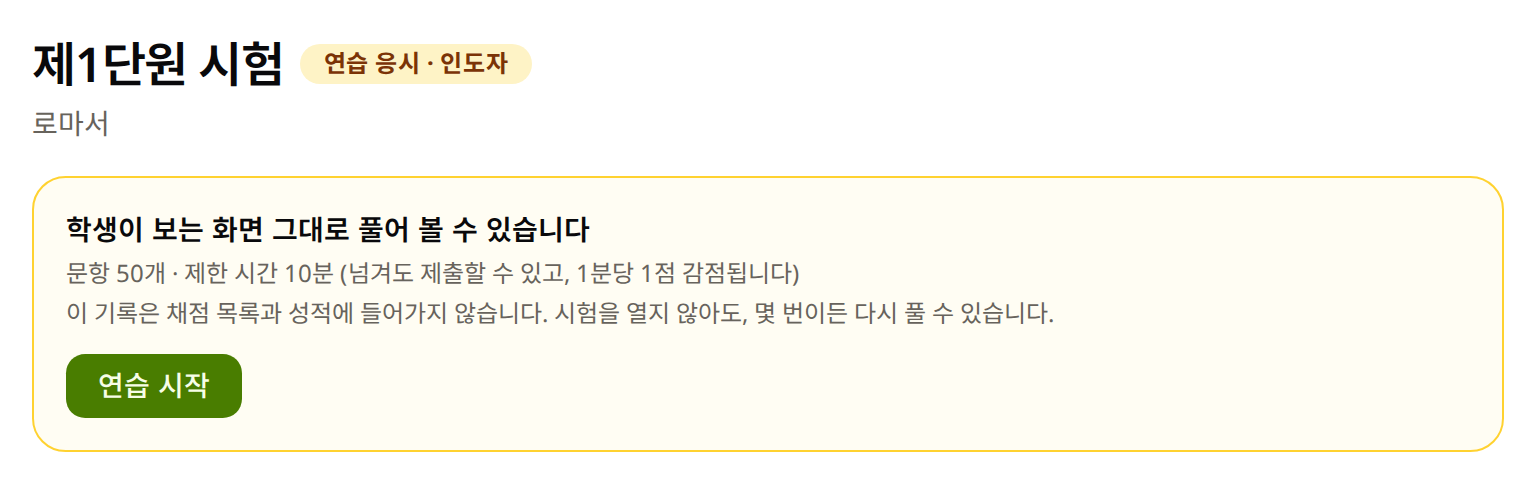 제1단원 시험 연습 응시 · 인도자
로마서
학생이 보는 화면 그대로 풀어 볼 수 있습니다
문항 50개 · 제한 시간 10분 (넘겨도 제출할 수 있고, 1분당 1점 감점됩니다)
이 기록은 채점 목록과 성적에 들어가지 않습니다. 시험을 열지 않아도, 몇 번이든 다시 풀 수 있습니다.
연습 시작